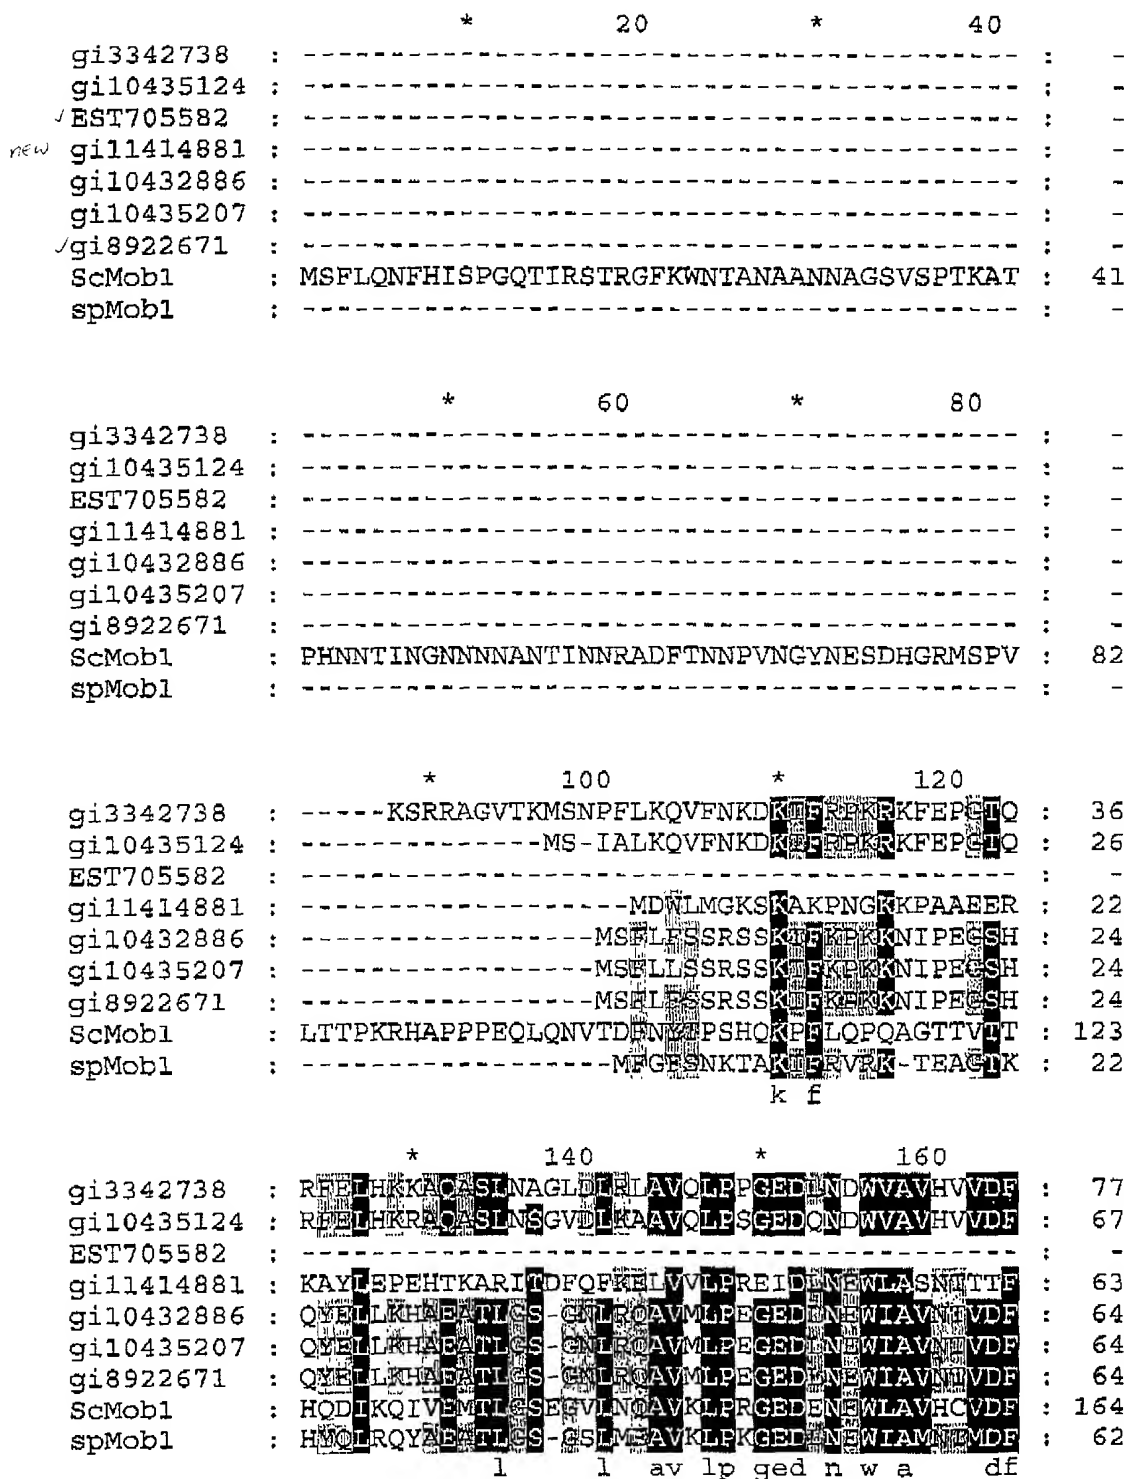 * 20 * 40
gi3342738 : ----------------------------------------- : -
gi10435124 : ----------------------------------------- : -
✓EST705582 : ----------------------------------------- : -
new gi11414881 : ----------------------------------------- : -
gi10432886 : ----------------------------------------- : -
gi10435207 : ----------------------------------------- : -
✓gi8922671 : ----------------------------------------- : -
ScMob1 : MSFLQNFHISPGQTIRSTRGFKWNTANAANNAGSVSPTKAT : 41
spMob1 : ----------------------------------------- : -
* 60 * 80
gi3342738 : ----------------------------------------- : -
gi10435124 : ----------------------------------------- : -
EST705582 : ----------------------------------------- : -
gi11414881 : ----------------------------------------- : -
gi10432886 : ----------------------------------------- : -
gi10435207 : ----------------------------------------- : -
gi8922671 : ----------------------------------------- : -
ScMob1 : PHNNTINGNNNNANTINNRADFTNNPVNGYNESDHGRMSPV : 82
spMob1 : ----------------------------------------- : -
* 100 * 120
gi3342738 : -----KSRRAGVTKMSNPFLKQVFNKDKTFRPKRKFEPGTQ : 36
gi10435124 : --------------MS-IALKQVFNKDKTFRPKRKFEPGTQ : 26
EST705582 : ----------------------------------------- : -
gi11414881 : -------------------MDWLMGKSKAKPNGKKPAAEER : 22
gi10432886 : -----------------MSFLFSSRSSKTFKPKKNIPEGSH : 24
gi10435207 : -----------------MSFLLSSRSSKTFKPKKNIPEGSH : 24
gi8922671 : -----------------MSFLFSSRSSKTFKPKKNIPEGSH : 24
ScMob1 : LTTPKRHAPPPEQLQNVTDFNYTPSHQKPFLQPQAGTTVTT : 123
spMob1 : ------------------MFGFSNKTAKTFRVRK-TEAGTK : 22
k f
* 140 * 160
gi3342738 : RFELHKKAQASLNAGLDLRLAVQLPPGEDLNDWVAVHVVDF : 77
gi10435124 : RFELHKRAQASLNSGVDLKAAVQLPSGEDQNDWVAVHVVDF : 67
EST705582 : ----------------------------------------- : -
gi11414881 : KAYLEPEHTKARITDFQFKELVVLPREIDLNEWLASNTTTF : 63
gi10432886 : QYELLKHAEATLGS-GNLRQAVMLPEGEDLNEWIAVNTVDF : 64
gi10435207 : QYELLKHAEATLGS-GNLRQAVMLPEGEDLNEWIAVNTVDF : 64
gi8922671 : QYELLKHAEATLGS-GNLRQAVMLPEGEDLNEWIAVNTVDF : 64
ScMob1 : HQDIKQIVEMTLGSEGVLNQAVKLPRGEDENEWLAVHCVDF : 164
spMob1 : HYQLRQYAEATLGS-GSLMEAVKLPKGEDLNEWIAMNTMDF : 62
l l av lp ged n w a df